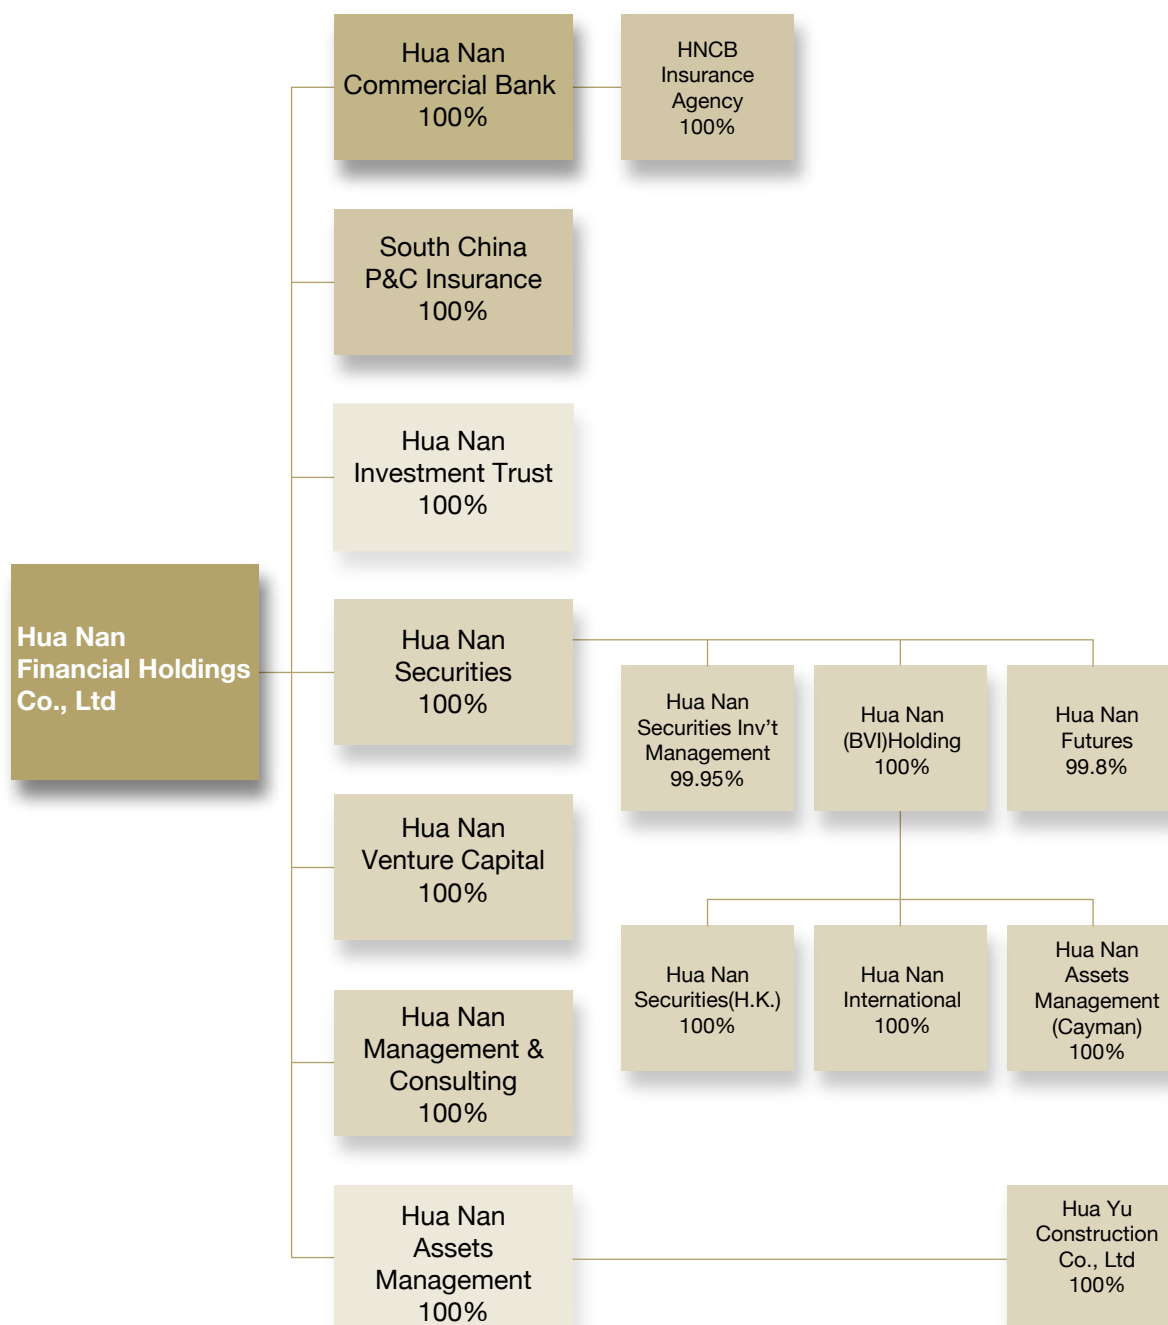 Hua Nan
Commercial Bank
100%
HNCB
Insurance
Agency
100%
South China
P&C Insurance
100%
Hua Nan
Investment Trust
100%
Hua Nan
Financial Holdings
Co., Ltd
Hua Nan
Securities
100%
Hua Nan
Securities Inv’t
Management
99.95%
Hua Nan
(BVI)Holding
100%
Hua Nan
Futures
99.8%
Hua Nan
Venture Capital
100%
Hua Nan
Securities(H.K.)
100%
Hua Nan
International
100%
Hua Nan
Assets
Management
(Cayman)
100%
Hua Nan
Management &
Consulting
100%
Hua Nan
Assets
Management
100%
Hua Yu
Construction
Co., Ltd
100%